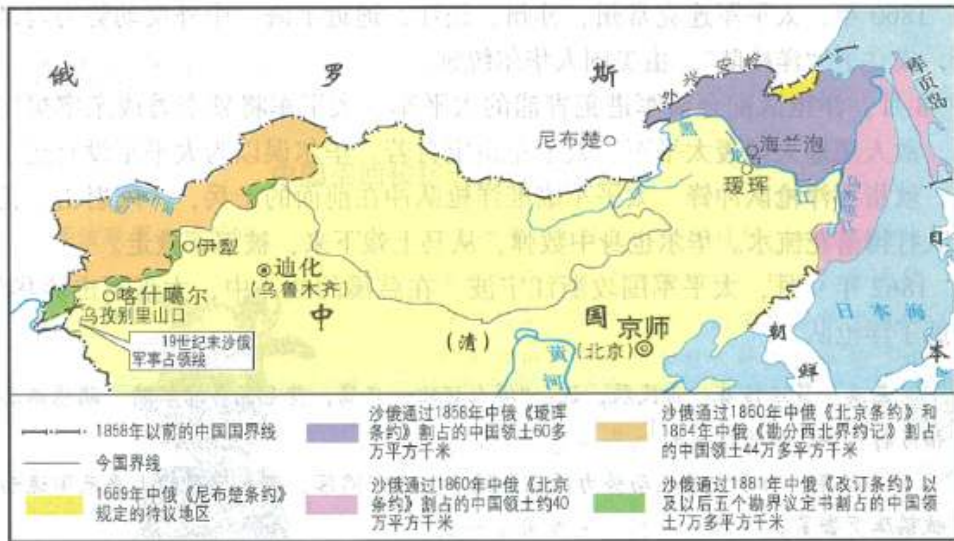 俄 罗 斯
外兴安岭
库页岛
尼布楚
黑
龙
海兰泡
瑷珲
伊犁
迪化
(乌鲁木齐)
喀什噶尔
乌孜别里山口
19世纪末沙俄
军事占领线
中 国
(清)
京师
(北京)
黄
河
朝
鲜
日本海
日
本
1858年以前的中国国界线
今国界线
1689年中俄《尼布楚条约》
规定的待议地区
沙俄通过1858年中俄《瑷珲
条约》割占的中国领土60多
万平方千米
沙俄通过1860年中俄《北京
条约》割占的中国领土约40
万平方千米
沙俄通过1860年中俄《北京条约》和
1864年中俄《勘分西北界约记》割占
的中国领土44万多平方千米
沙俄通过1881年中俄《改订条约》以
及以后五个勘界议定书割占的中国领
土7万多平方千米